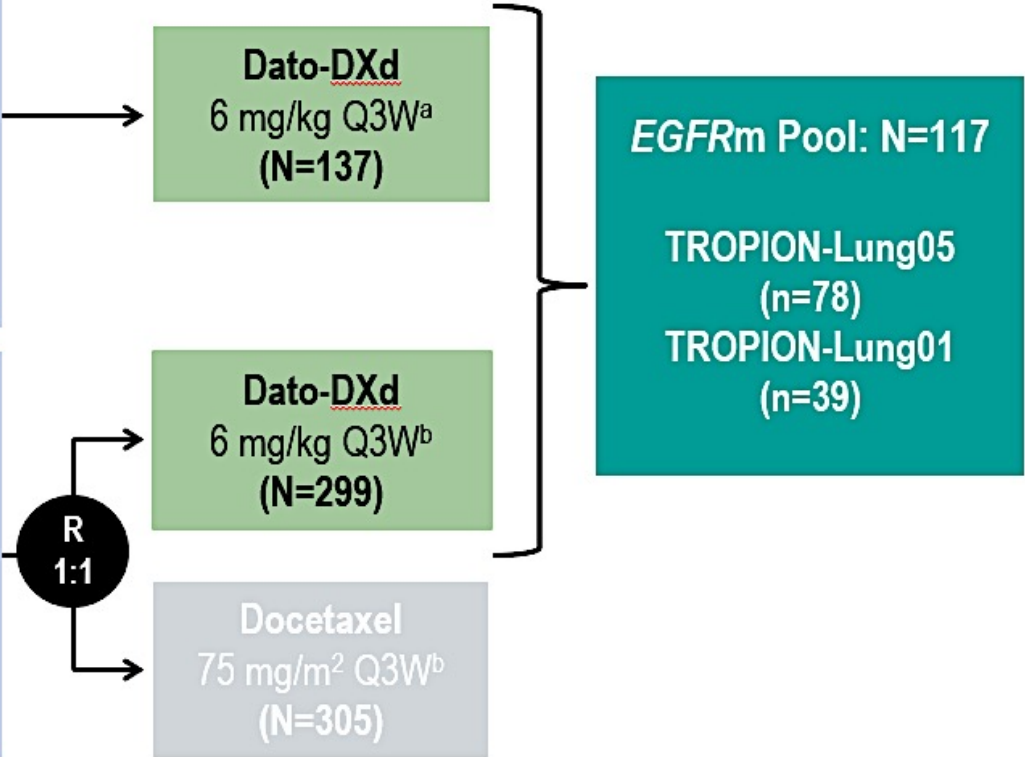 Dato-DXd
6 mg/kg Q3Wᵃ
(N=137)
EGFRm Pool: N=117
TROPION-Lung05
(n=78)
TROPION-Lung01
(n=39)
Dato-DXd
6 mg/kg Q3Wᵇ
(N=299)
R
1:1
Docetaxel
75 mg/m² Q3Wᵇ
(N=305)